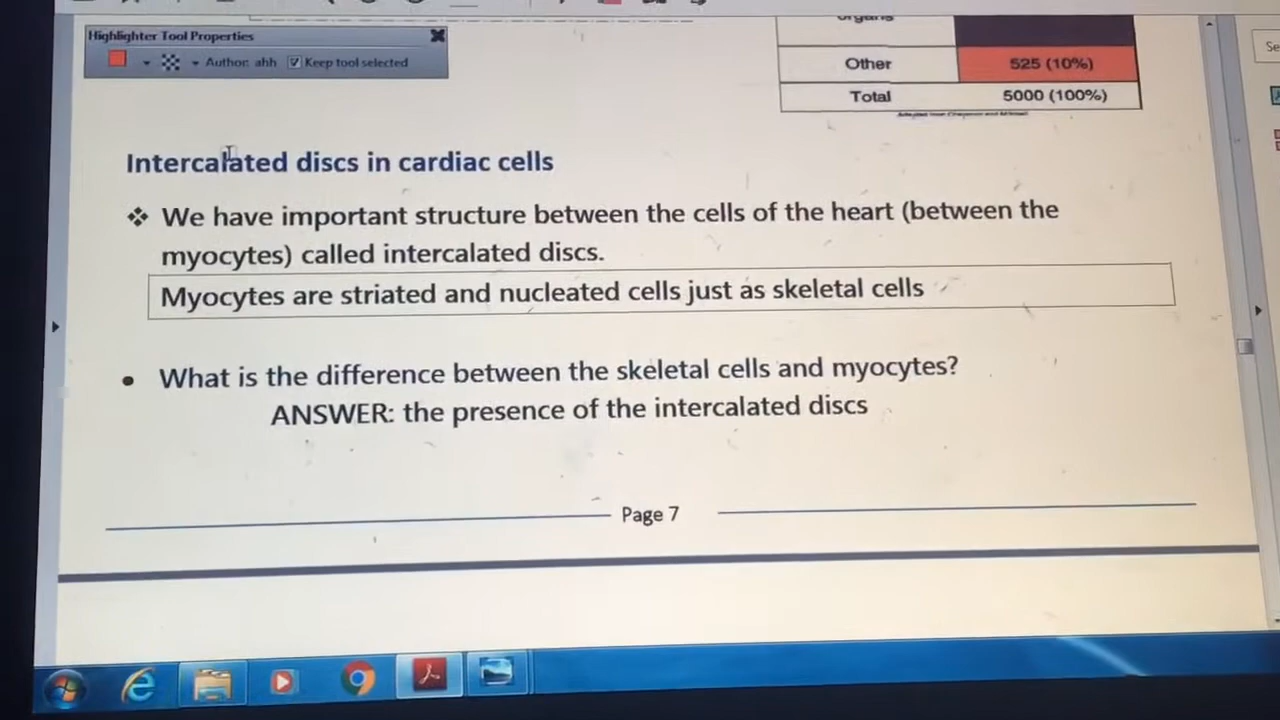 Highlighter Tool Properties
Author: ahh Keep tool selected
organs
Other 525 (10%)
Total 5000 (100%)
Intercalated discs in cardiac cells
We have important structure between the cells of the heart (between the
myocytes) called intercalated discs.
Myocytes are striated and nucleated cells just as skeletal cells
What is the difference between the skeletal cells and myocytes?
ANSWER: the presence of the intercalated discs
Page 7
Se